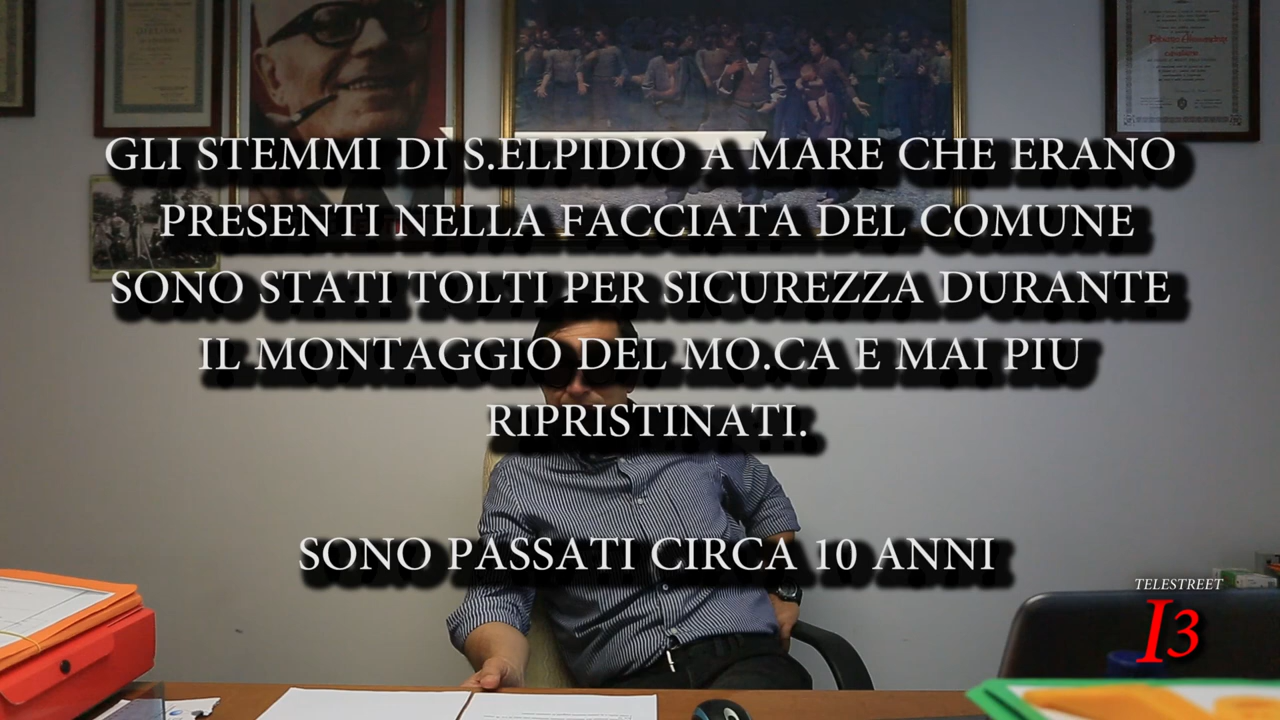 GLI STEMMI DI S.ELPIDIO A MARE CHE ERANO
PRESENTI NELLA FACCIATA DEL COMUNE
SONO STATI TOLTI PER SICUREZZA DURANTE
IL MONTAGGIO DEL MO.CA E MAI PIU
RIPRISTINATI.
SONO PASSATI CIRCA 10 ANNI
TELESTREET
I3